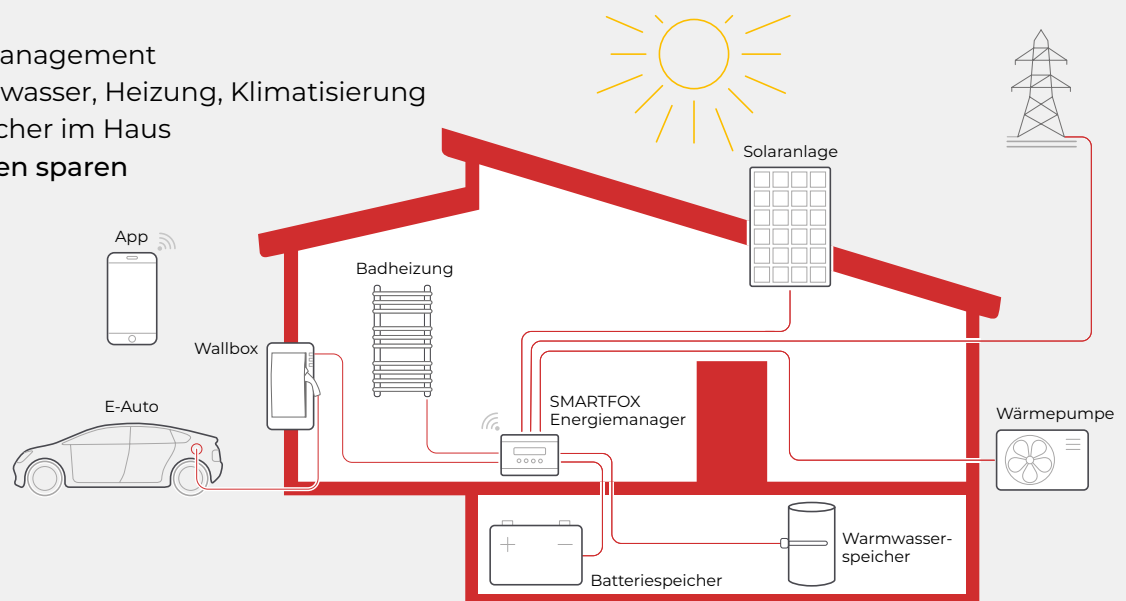 anagement
wasser, Heizung, Klimatisierung
cher im Haus
en sparen
Solaranlage
App
Badheizung
Wallbox
E-Auto
SMARTFOX
Energiemanager
Wärmepumpe
Warmwasser-
speicher
Batteriespeicher